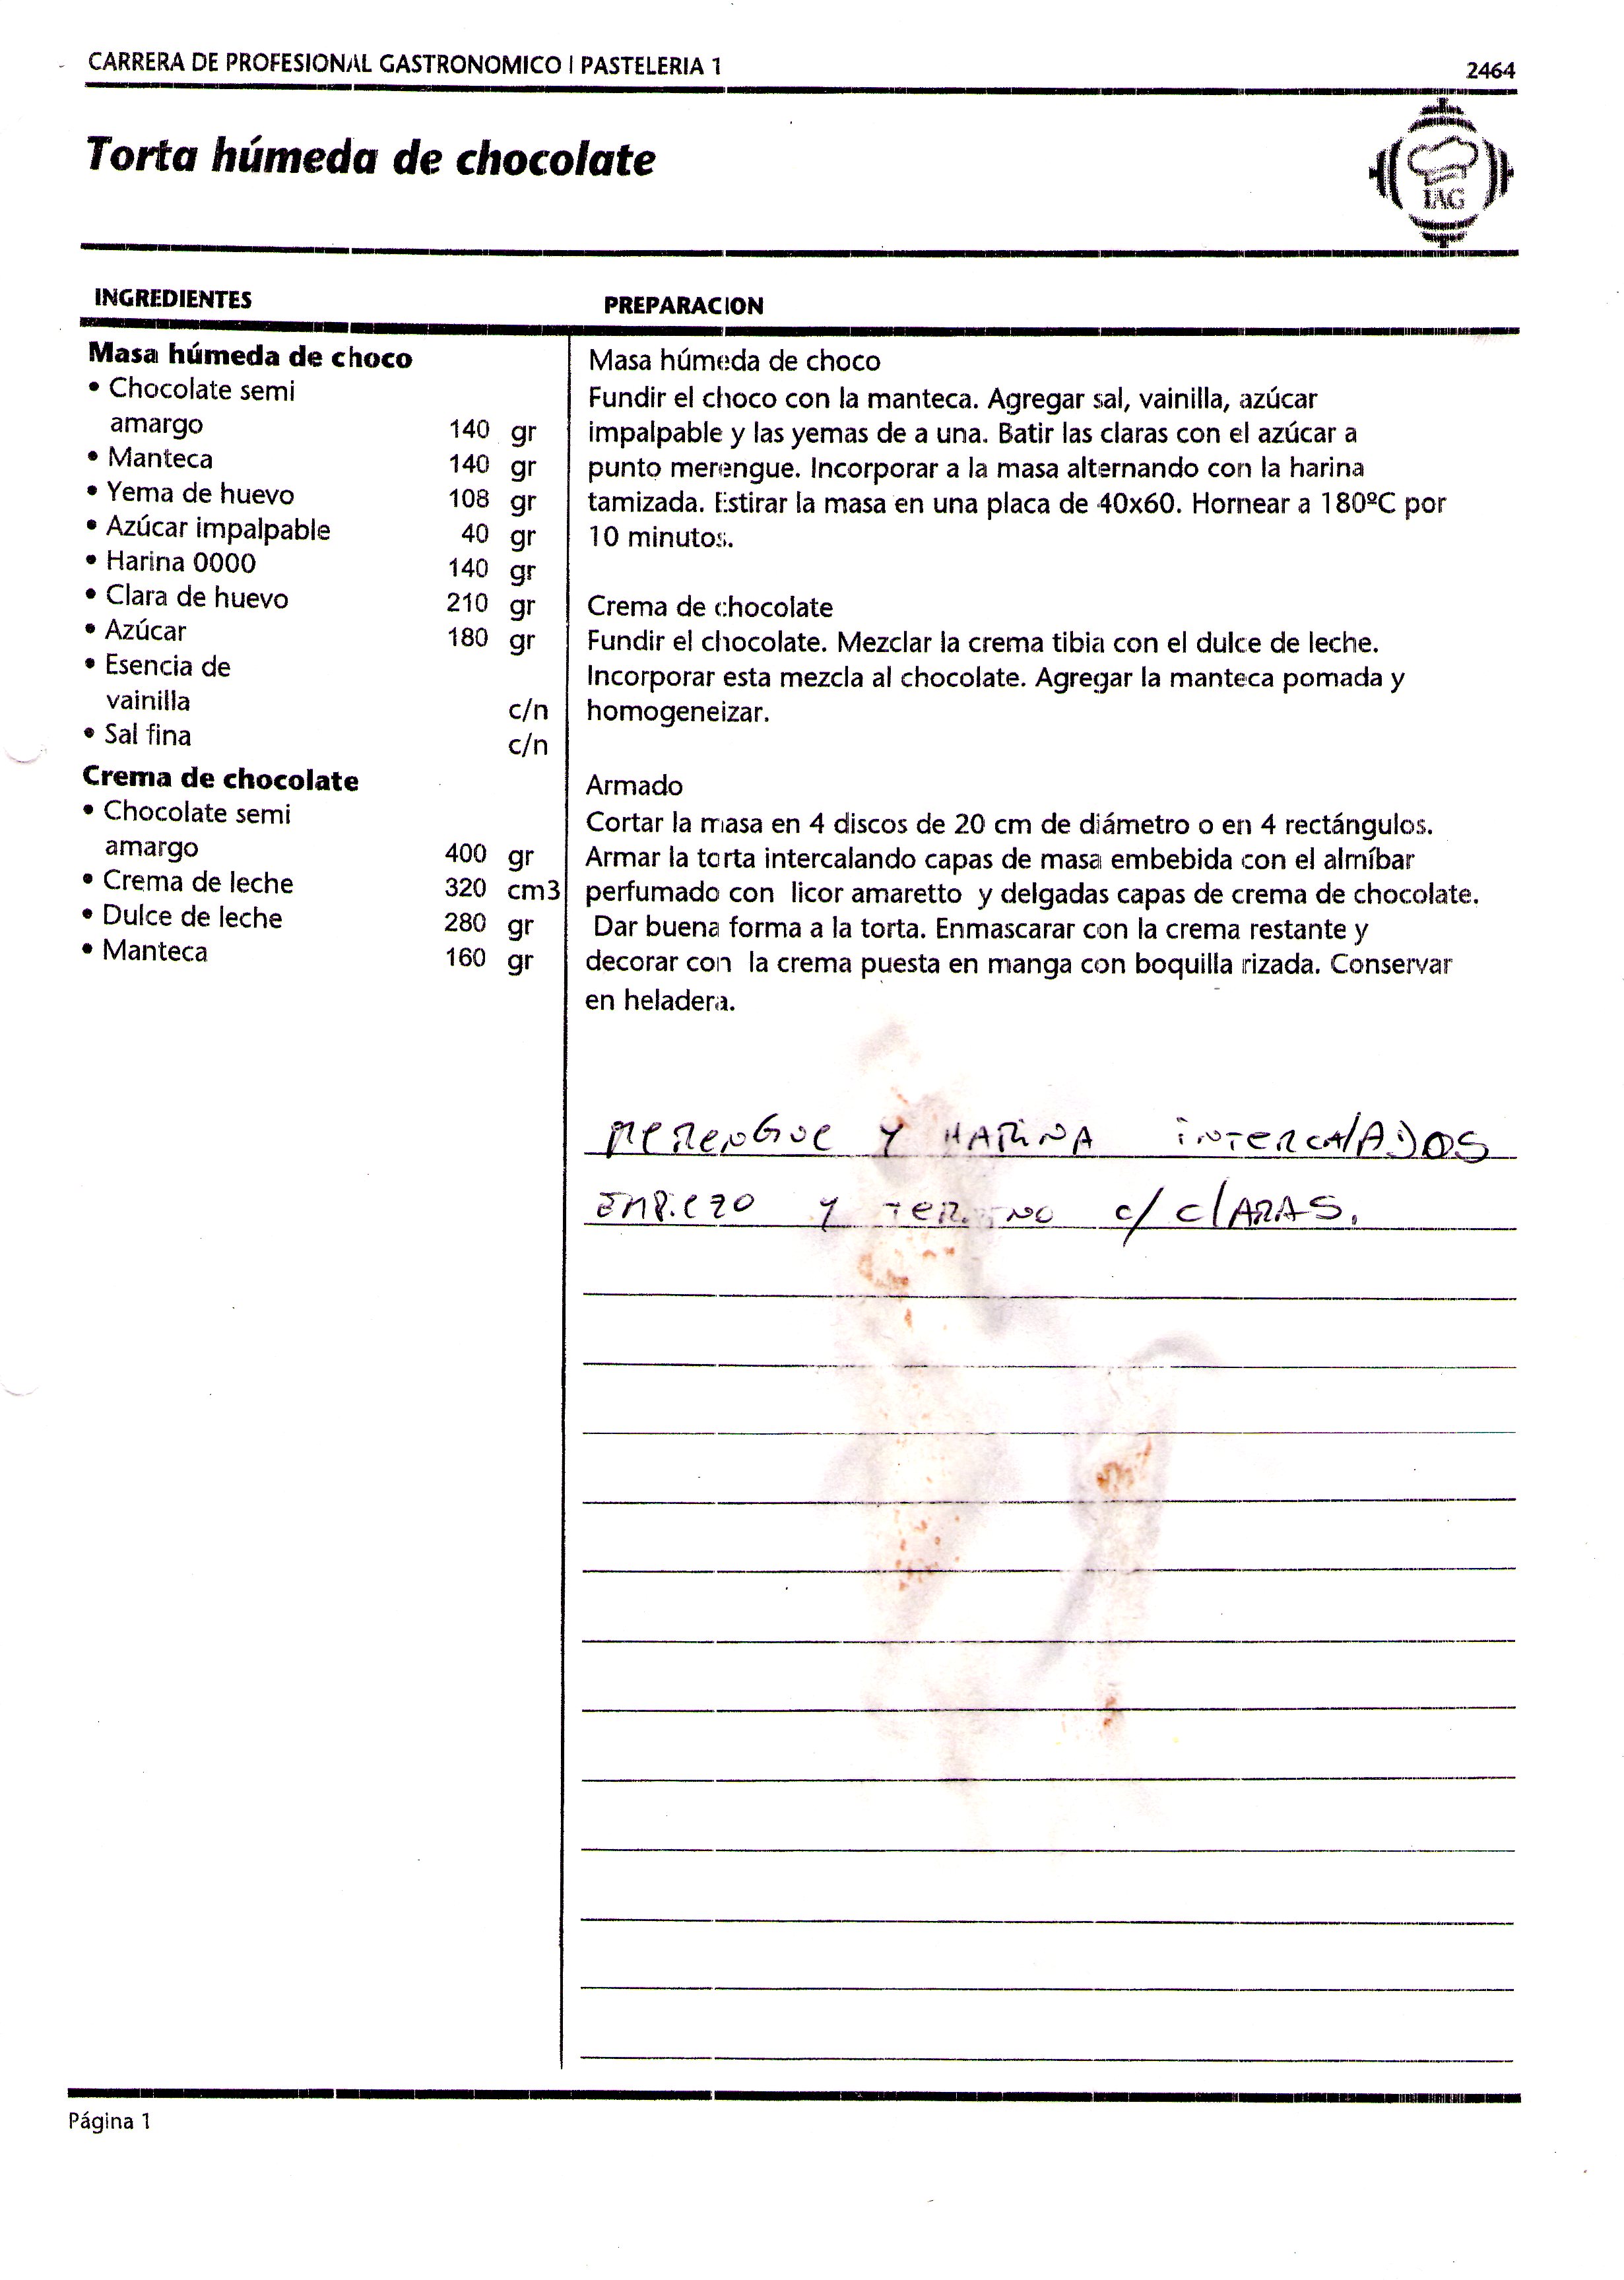 CARRERA DE PROFESIONAL GASTRONOMICO | PASTELERIA 1
2464
Torta húmeda de chocolate
IAG
INGREDIENTES
Masa húmeda de choco
• Chocolate semi
amargo 140 gr
• Manteca 140 gr
• Yema de huevo 108 gr
• Azúcar impalpable 40 gr
• Harina 0000 140 gr
• Clara de huevo 210 gr
• Azúcar 180 gr
• Esencia de
vainilla c/n
• Sal fina c/n
Crema de chocolate
• Chocolate semi
amargo 400 gr
• Crema de leche 320 cm3
• Dulce de leche 280 gr
• Manteca 160 gr
PREPARACION
Masa húmeda de choco
Fundir el choco con la manteca. Agregar sal, vainilla, azúcar
impalpable y las yemas de a una. Batir las claras con el azúcar a
punto merengue. Incorporar a la masa alternando con la harina
tamizada. Estirar la masa en una placa de 40x60. Hornear a 180ºC por
10 minutos.
Crema de chocolate
Fundir el chocolate. Mezclar la crema tibia con el dulce de leche.
Incorporar esta mezcla al chocolate. Agregar la manteca pomada y
homogeneizar.
Armado
Cortar la masa en 4 discos de 20 cm de diámetro o en 4 rectángulos.
Armar la torta intercalando capas de masa embebida con el almíbar
perfumado con licor amaretto y delgadas capas de crema de chocolate.
Dar buena forma a la torta. Enmascarar con la crema restante y
decorar con la crema puesta en manga con boquilla rizada. Conservar
en heladera.
MERENGUE Y HARINA INTERCALADOS
EMPIEZO Y TERMINO c/ CLARAS.
Página 1